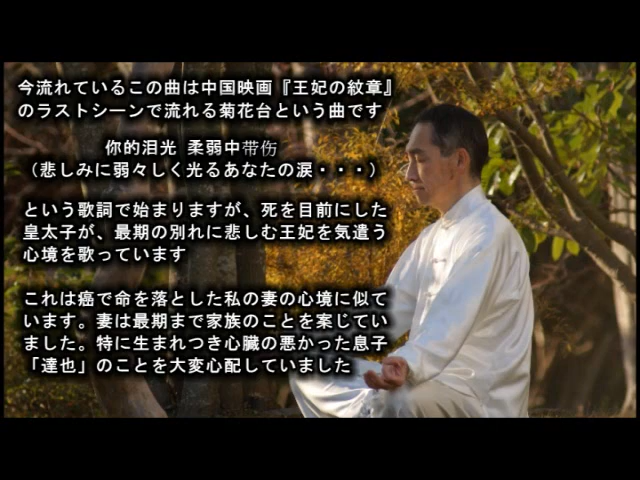 今流れているこの曲は中国映画『王妃の紋章』
のラストシーンで流れる菊花台という曲です
你的泪光 柔弱中带伤
（悲しみに弱々しく光るあなたの涙・・・）
という歌詞で始まりますが、死を目前にした
皇太子が、最期の別れに悲しむ王妃を気遣う
心境を歌っています
これは癌で命を落とした私の妻の心境に似て
います。妻は最期まで家族のことを案じてい
ました。特に生まれつき心臓の悪かった息子
「達也」のことを大変心配していました